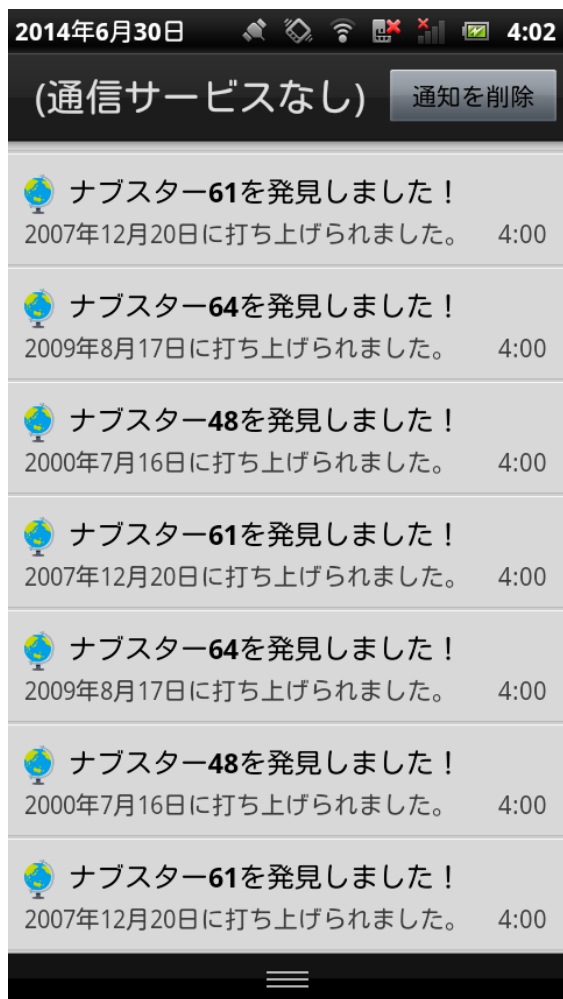 2014年6月30日 4:02
(通信サービスなし) 通知を削除
ナブスター61を発見しました！
2007年12月20日に打ち上げられました。 4:00
ナブスター64を発見しました！
2009年8月17日に打ち上げられました。 4:00
ナブスター48を発見しました！
2000年7月16日に打ち上げられました。 4:00
ナブスター61を発見しました！
2007年12月20日に打ち上げられました。 4:00
ナブスター64を発見しました！
2009年8月17日に打ち上げられました。 4:00
ナブスター48を発見しました！
2000年7月16日に打ち上げられました。 4:00
ナブスター61を発見しました！
2007年12月20日に打ち上げられました。 4:00